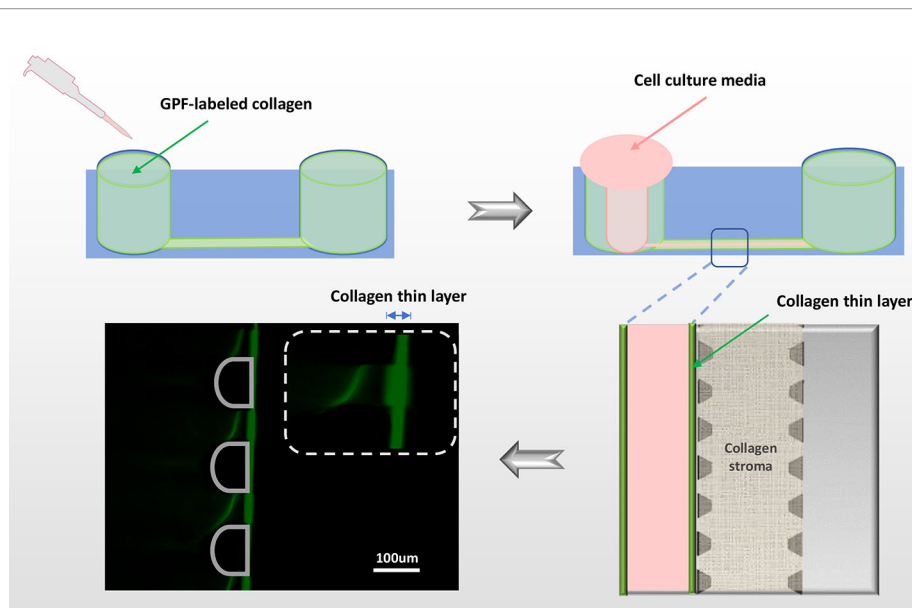 GPF-labeled collagen
Cell culture media
Collagen thin layer
Collagen thin layer
Collagen
stroma
100um